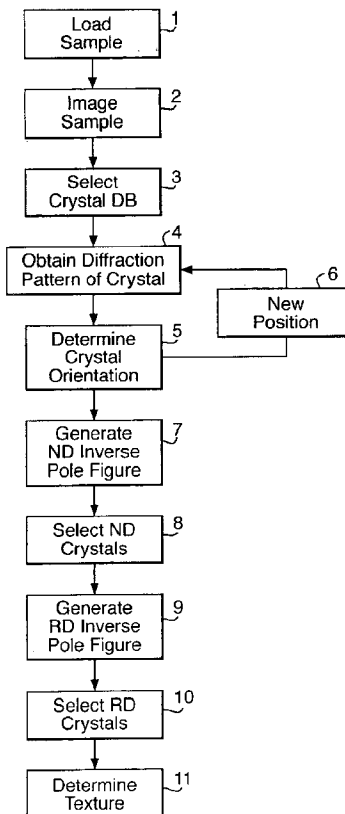 1
Load
Sample
2
Image
Sample
3
Select
Crystal DB
4
Obtain Diffraction
Pattern of Crystal
6
New
Position
5
Determine
Crystal
Orientation
7
Generate
ND Inverse
Pole Figure
8
Select ND
Crystals
9
Generate
RD Inverse
Pole Figure
10
Select RD
Crystals
11
Determine
Texture